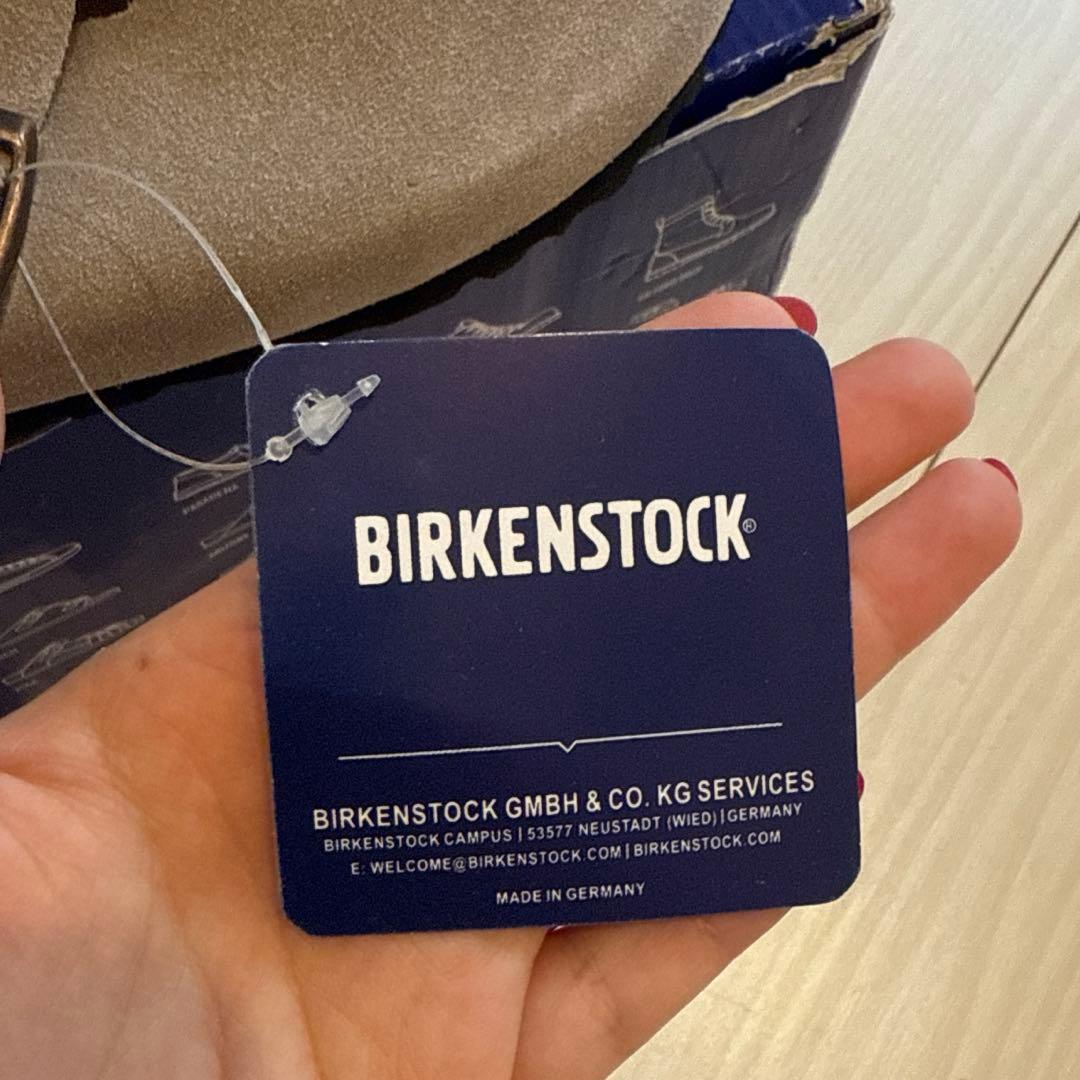 BIRKENSTOCK®
BIRKENSTOCK GMBH & CO. KG SERVICES
BIRKENSTOCK CAMPUS | 53577 NEUSTADT (WIED) | GERMANY
E: WELCOME@BIRKENSTOCK.COM | BIRKENSTOCK.COM
MADE IN GERMANY